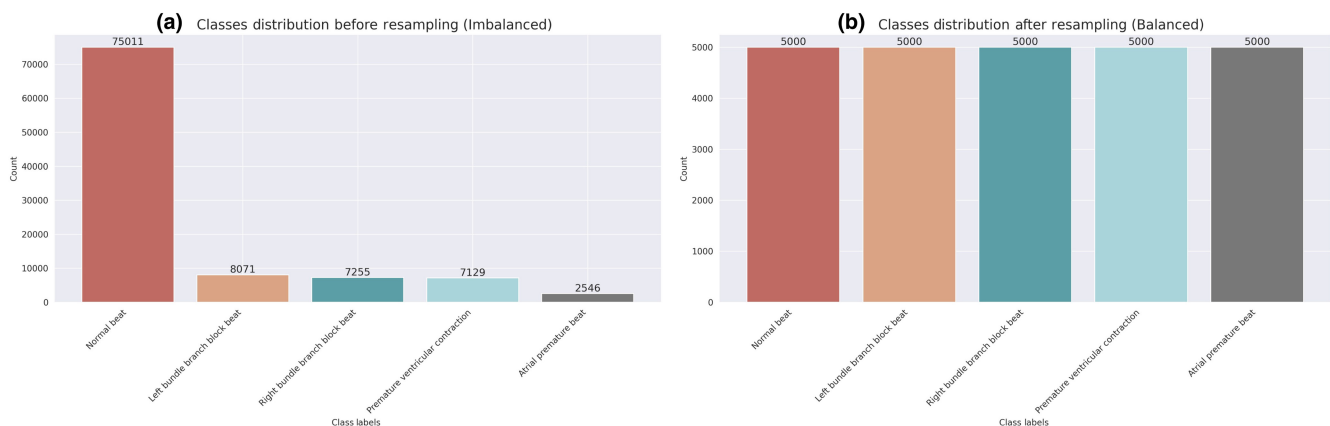 (a) Classes distribution before resampling (Imbalanced)
75011
8071
7255
7129
2546
70000
60000
50000
40000
30000
20000
10000
0
Count
Normal beat
Left bundle branch block beat
Right bundle branch block beat
Premature ventricular contraction
Atrial premature beat
Class labels
(b) Classes distribution after resampling (Balanced)
5000
5000
5000
5000
5000
5000
4000
3000
2000
1000
0
Count
Normal beat
Left bundle branch block beat
Right bundle branch block beat
Premature ventricular contraction
Atrial premature beat
Class labels